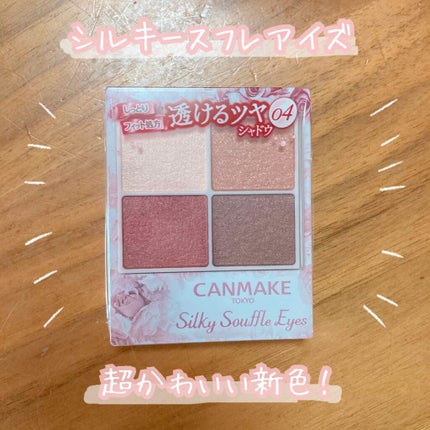 シルキースフレアイズ
しっとり
フィット処方
透けるツヤ
シャドウ
04
CANMAKE
TOKYO
Silky Souffle Eyes
超かわいい新色！